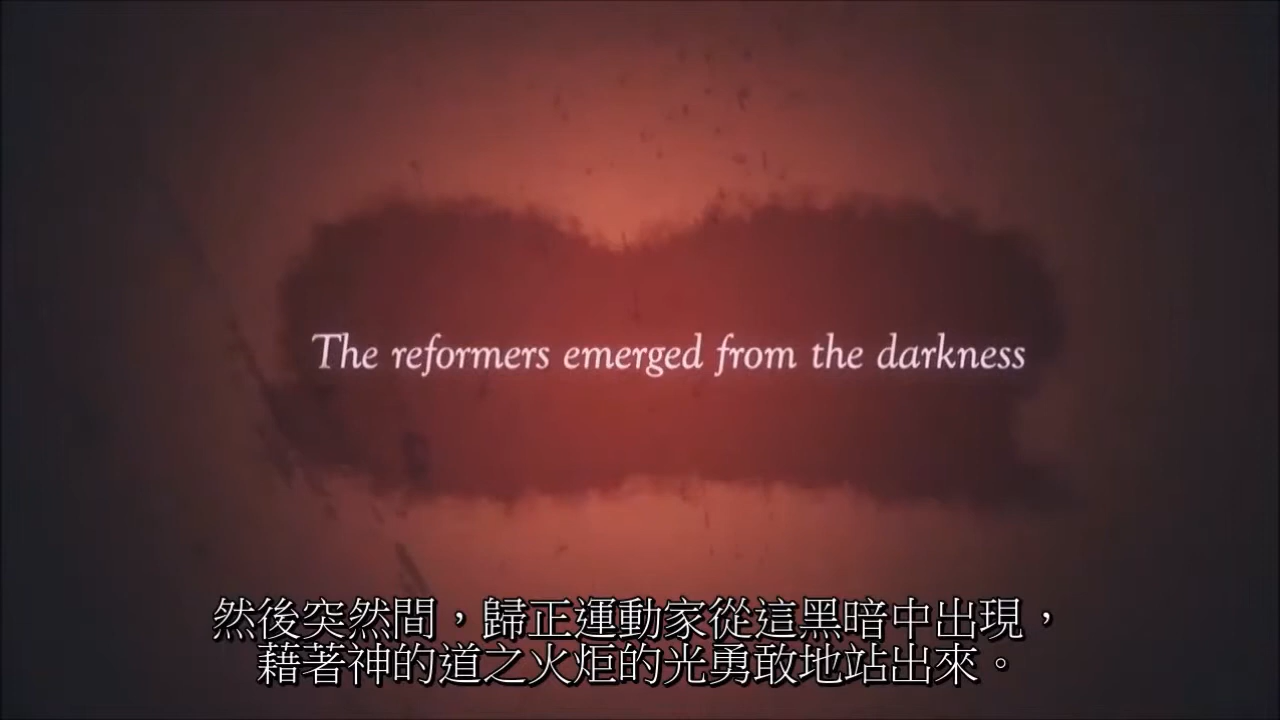 The reformers emerged from the darkness
然後突然間，歸正運動家從這黑暗中出現，
藉著神的道之火炬的光勇敢地站出來。